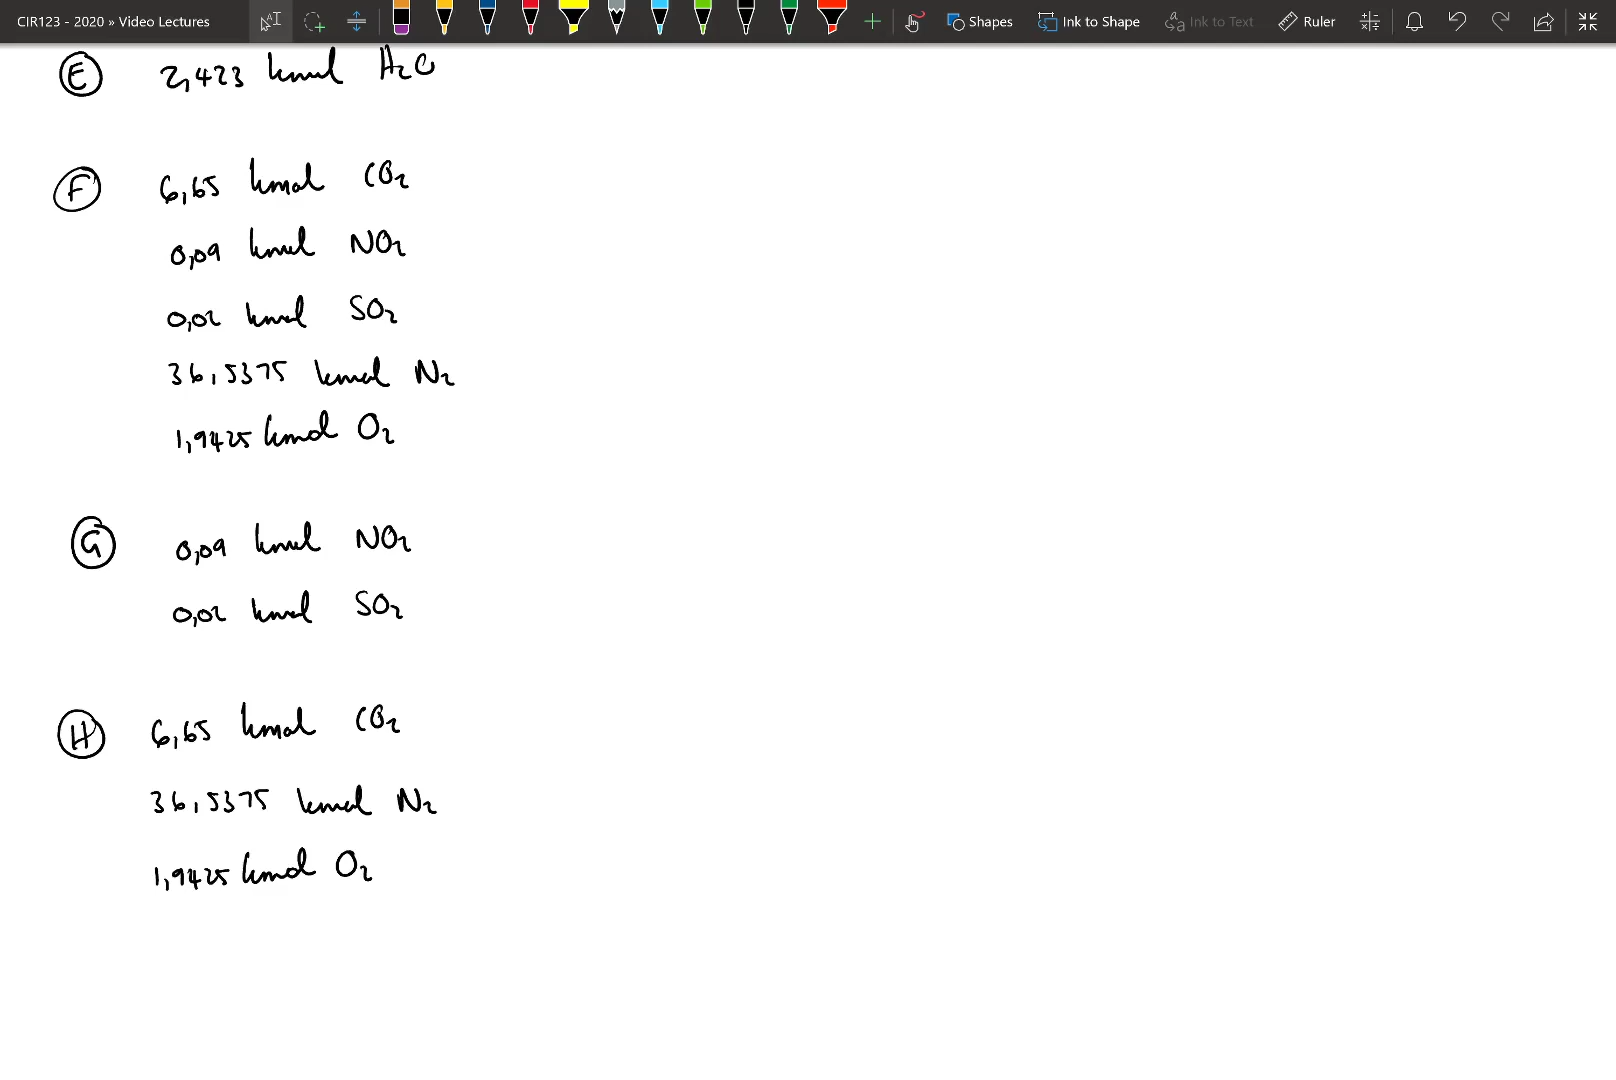 CIR123 - 2020 » Video Lectures
Shapes
Ink to Shape
Ink to Text
Ruler
E 2,423 kmol H2O
F 6,65 kmol CO2
0,09 kmol NO2
0,02 kmol SO2
36,5375 kmol N2
1,9425 kmol O2
G 0,09 kmol NO2
0,02 kmol SO2
H 6,65 kmol CO2
36,5375 kmol N2
1,9425 kmol O2